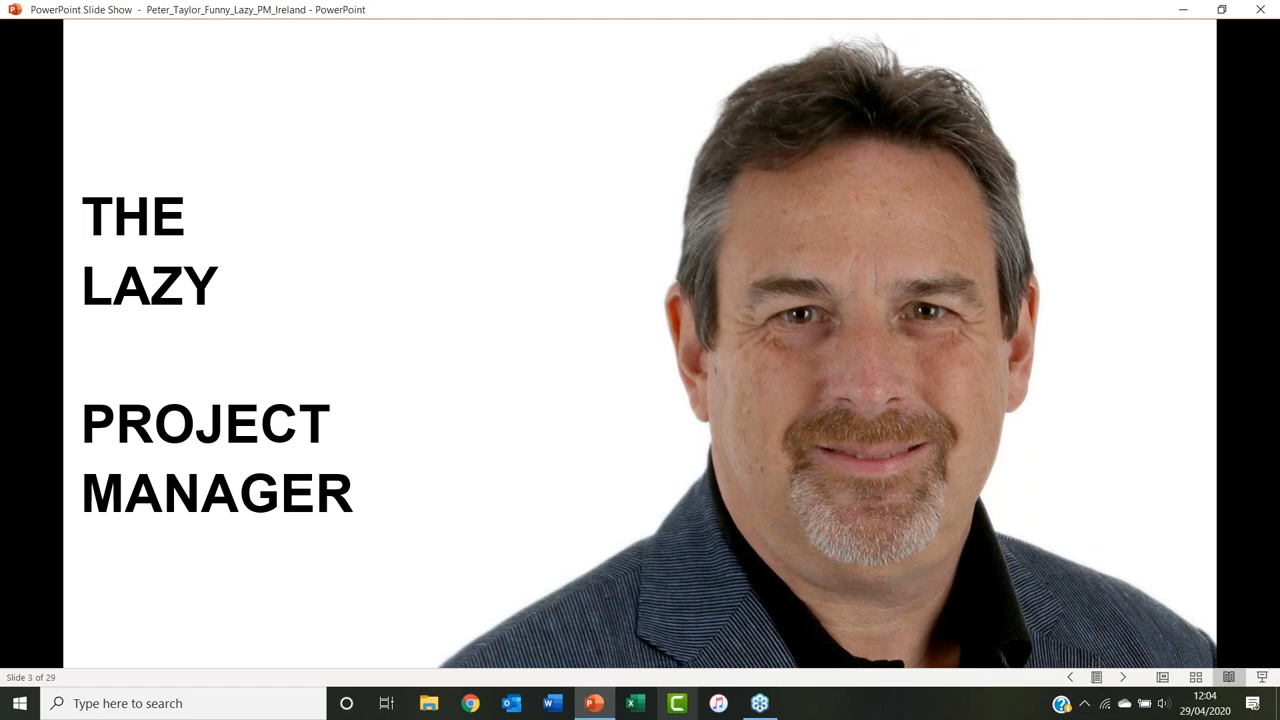 PowerPoint Slide Show - Peter_Taylor_Funny_Lazy_PM_Ireland - PowerPoint
THE
LAZY
PROJECT
MANAGER
Slide 3 of 29
Type here to search
12:04
29/04/2020